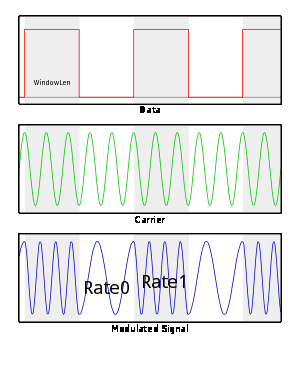 WindowLen
Data
Carrier
Rate0
Rate1
Modulated Signal